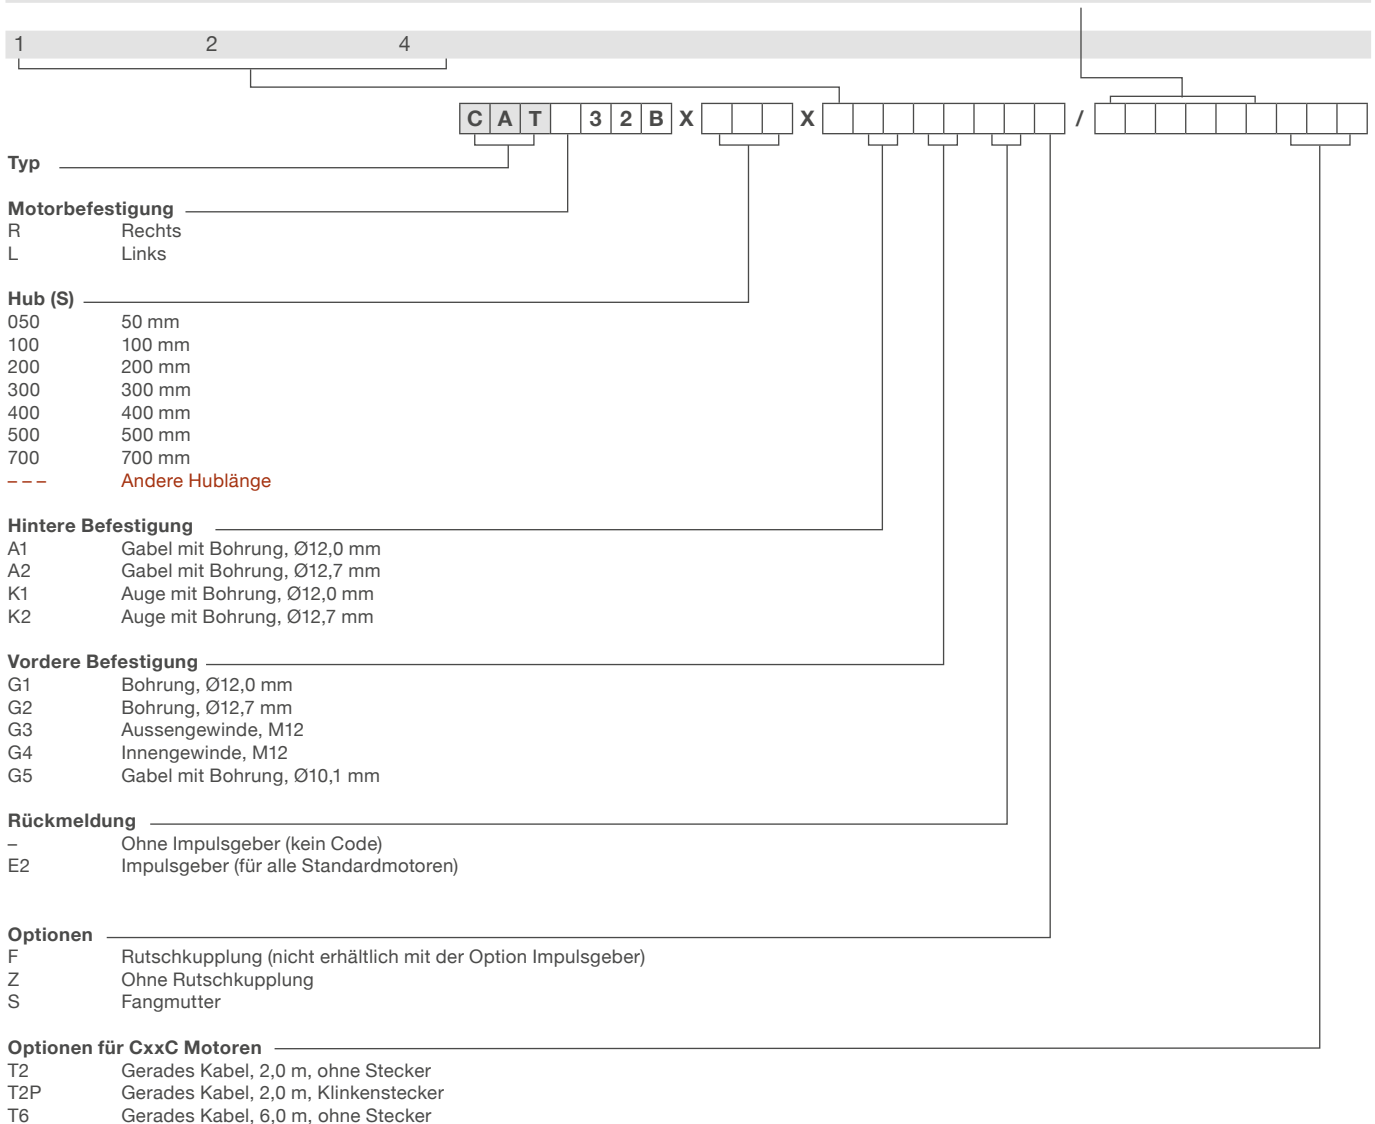 1 2 4
C A T 3 2 B X X /
Typ
Motorbefestigung
R Rechts
L Links
Hub (S)
050 50 mm
100 100 mm
200 200 mm
300 300 mm
400 400 mm
500 500 mm
700 700 mm
– – – Andere Hublänge
Hintere Befestigung
A1 Gabel mit Bohrung, Ø12,0 mm
A2 Gabel mit Bohrung, Ø12,7 mm
K1 Auge mit Bohrung, Ø12,0 mm
K2 Auge mit Bohrung, Ø12,7 mm
Vordere Befestigung
G1 Bohrung, Ø12,0 mm
G2 Bohrung, Ø12,7 mm
G3 Aussengewinde, M12
G4 Innengewinde, M12
G5 Gabel mit Bohrung, Ø10,1 mm
Rückmeldung
– Ohne Impulsgeber (kein Code)
E2 Impulsgeber (für alle Standardmotoren)
Optionen
F Rutschkupplung (nicht erhältlich mit der Option Impulsgeber)
Z Ohne Rutschkupplung
S Fangmutter
Optionen für CxxC Motoren
T2 Gerades Kabel, 2,0 m, ohne Stecker
T2P Gerades Kabel, 2,0 m, Klinkenstecker
T6 Gerades Kabel, 6,0 m, ohne Stecker